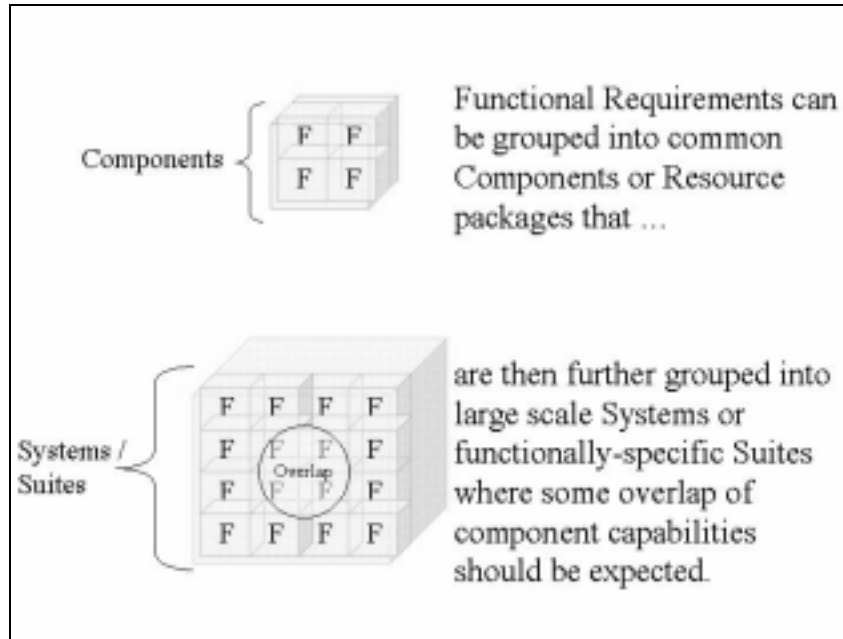 Functional Requirements can
be grouped into common
Components or Resource
packages that ...
Components
F F
F F
are then further grouped into
large scale Systems or
functionally-specific Suites
where some overlap of
component capabilities
should be expected.
Systems /
Suites
F F F F
F F F F
Overlap
F F F F
F F F F